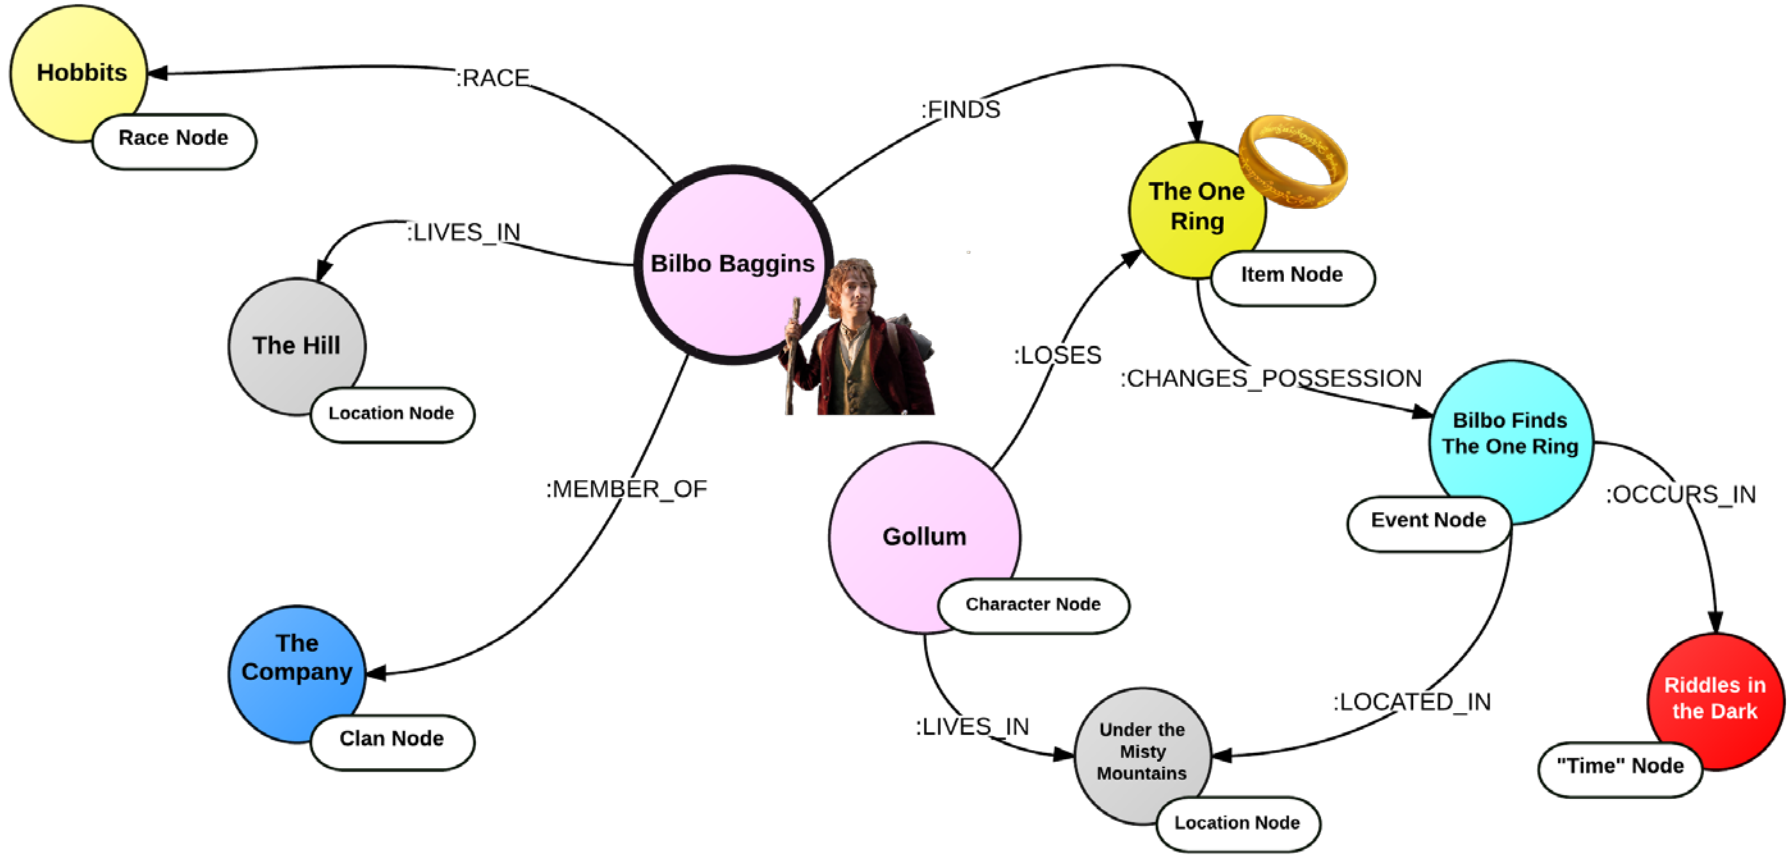 Hobbits
Race Node
:RACE
:FINDS
The One
Ring
Item Node
:LIVES_IN
Bilbo Baggins
The Hill
Location Node
:LOSES
:CHANGES_POSSESSION
Bilbo Finds
The One Ring
Event Node
:OCCURS_IN
:MEMBER_OF
Gollum
Character Node
The
Company
Clan Node
:LIVES_IN
Under the
Misty
Mountains
Location Node
:LOCATED_IN
Riddles in
the Dark
"Time" Node